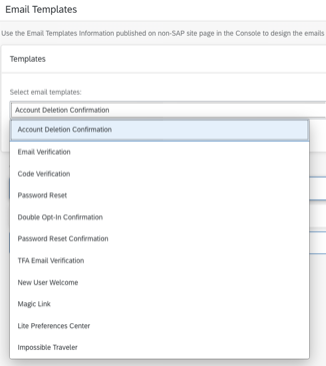 Email Templates
Use the Email Templates Information published on non-SAP site page in the Console to design the emails
Templates
Select email templates:
Account Deletion Confirmation
Account Deletion Confirmation
Email Verification
Code Verification
Password Reset
Double Opt-In Confirmation
Password Reset Confirmation
TFA Email Verification
New User Welcome
Magic Link
Lite Preferences Center
Impossible Traveler